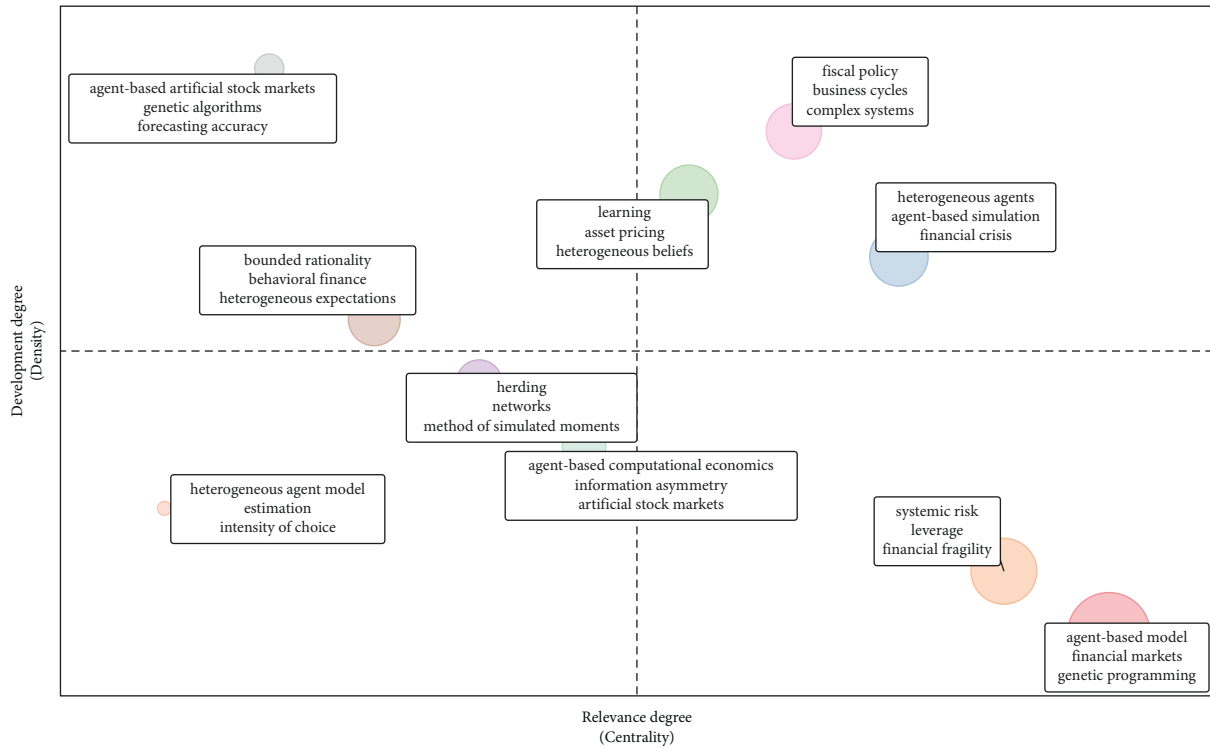 agent-based artificial stock markets
genetic algorithms
forecasting accuracy
fiscal policy
business cycles
complex systems
learning
asset pricing
heterogeneous beliefs
heterogeneous agents
agent-based simulation
financial crisis
bounded rationality
behavioral finance
heterogeneous expectations
herding
networks
method of simulated moments
agent-based computational economics
information asymmetry
artificial stock markets
heterogeneous agent model
estimation
intensity of choice
systemic risk
leverage
financial fragility
agent-based model
financial markets
genetic programming
Development degree
(Density)
Relevance degree
(Centrality)